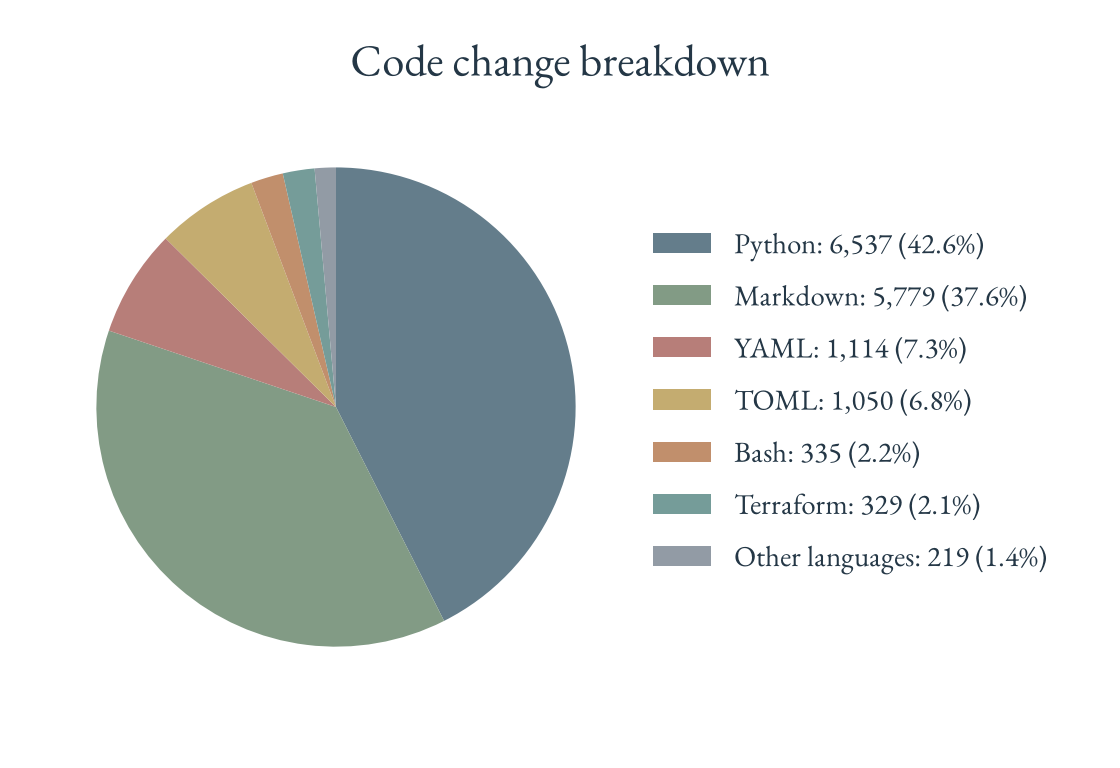 Code change breakdown
Python: 6,537 (42.6%)
Markdown: 5,779 (37.6%)
YAML: 1,114 (7.3%)
TOML: 1,050 (6.8%)
Bash: 335 (2.2%)
Terraform: 329 (2.1%)
Other languages: 219 (1.4%)